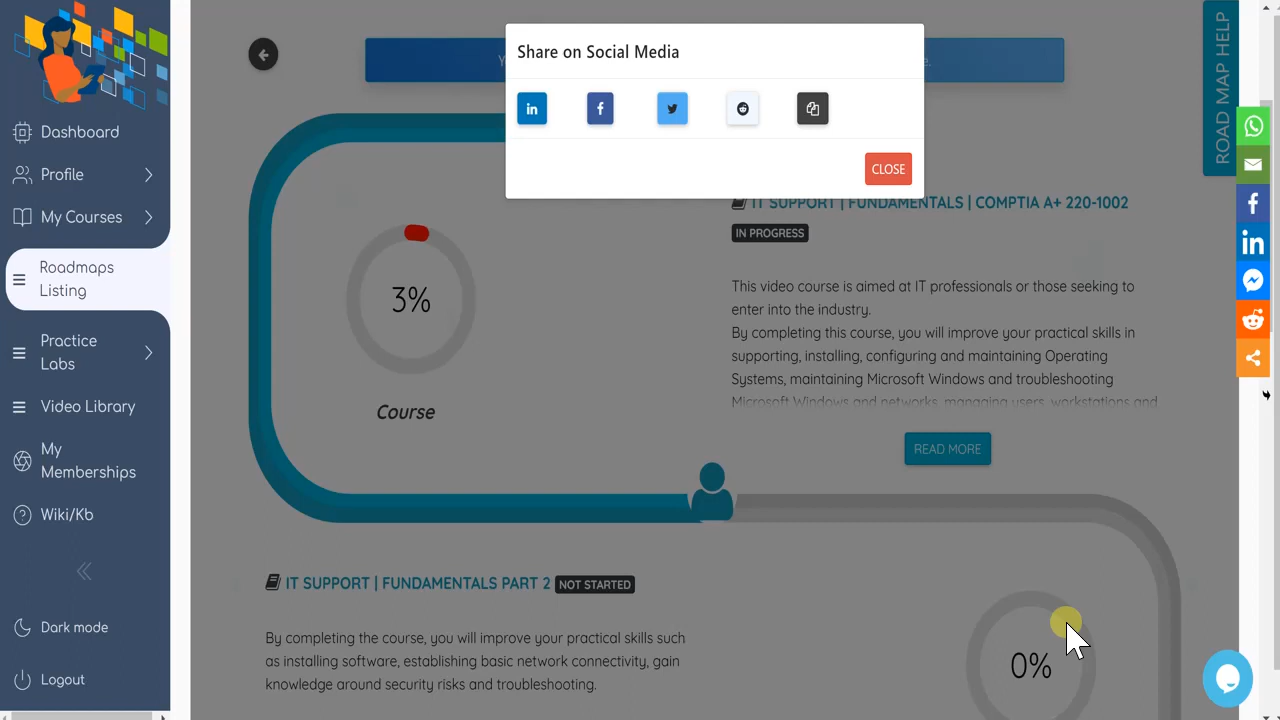 Dashboard
Profile
My Courses
Roadmaps
Listing
Practice
Labs
Video Library
My
Memberships
Wiki/Kb
Dark mode
Logout
Share on Social Media
CLOSE
IT SUPPORT | FUNDAMENTALS | COMPTIA A+ 220-1002
IN PROGRESS
This video course is aimed at IT professionals or those seeking to
enter into the industry.
By completing this course, you will improve your practical skills in
supporting, installing, configuring and maintaining Operating
Systems, maintaining Microsoft Windows and troubleshooting
Microsoft Windows and networks, managing users, workstations and
READ MORE
3%
Course
IT SUPPORT | FUNDAMENTALS PART 2 NOT STARTED
By completing the course, you will improve your practical skills such
as installing software, establishing basic network connectivity, gain
knowledge around security risks and troubleshooting.
0%
ROAD MAP HELP